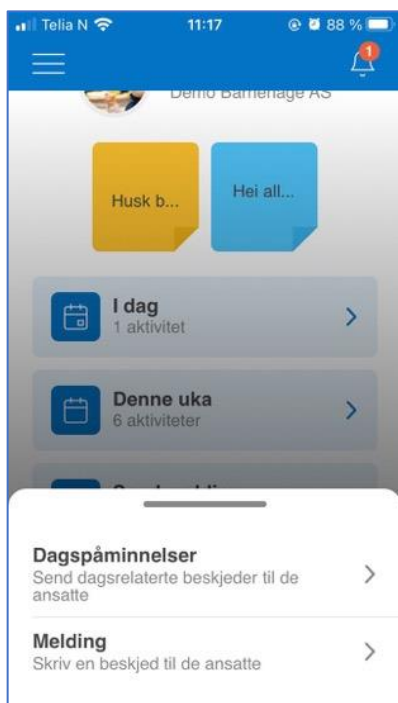 Telia N 11:17 88 %
1
Demo Barnehage AS
Husk b...
Hei all...
I dag
1 aktivitet
Denne uka
6 aktiviteter
Dagspåminnelser
Send dagsrelaterte beskjeder til de
ansatte
Melding
Skriv en beskjed til de ansatte